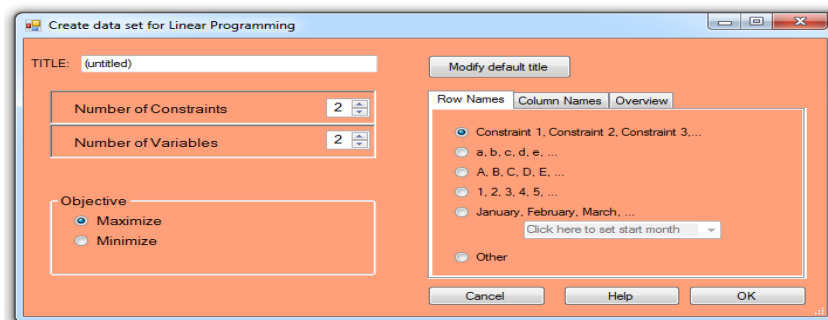 Create data set for Linear Programming
TITLE: (untitled)
Modify default title
Number of Constraints 2
Number of Variables 2
Objective
Maximize
Minimize
Row Names Column Names Overview
Constraint 1, Constraint 2, Constraint 3,...
a, b, c, d, e, ...
A, B, C, D, E, ...
1, 2, 3, 4, 5, ...
January, February, March, ...
Click here to set start month
Other
Cancel Help OK